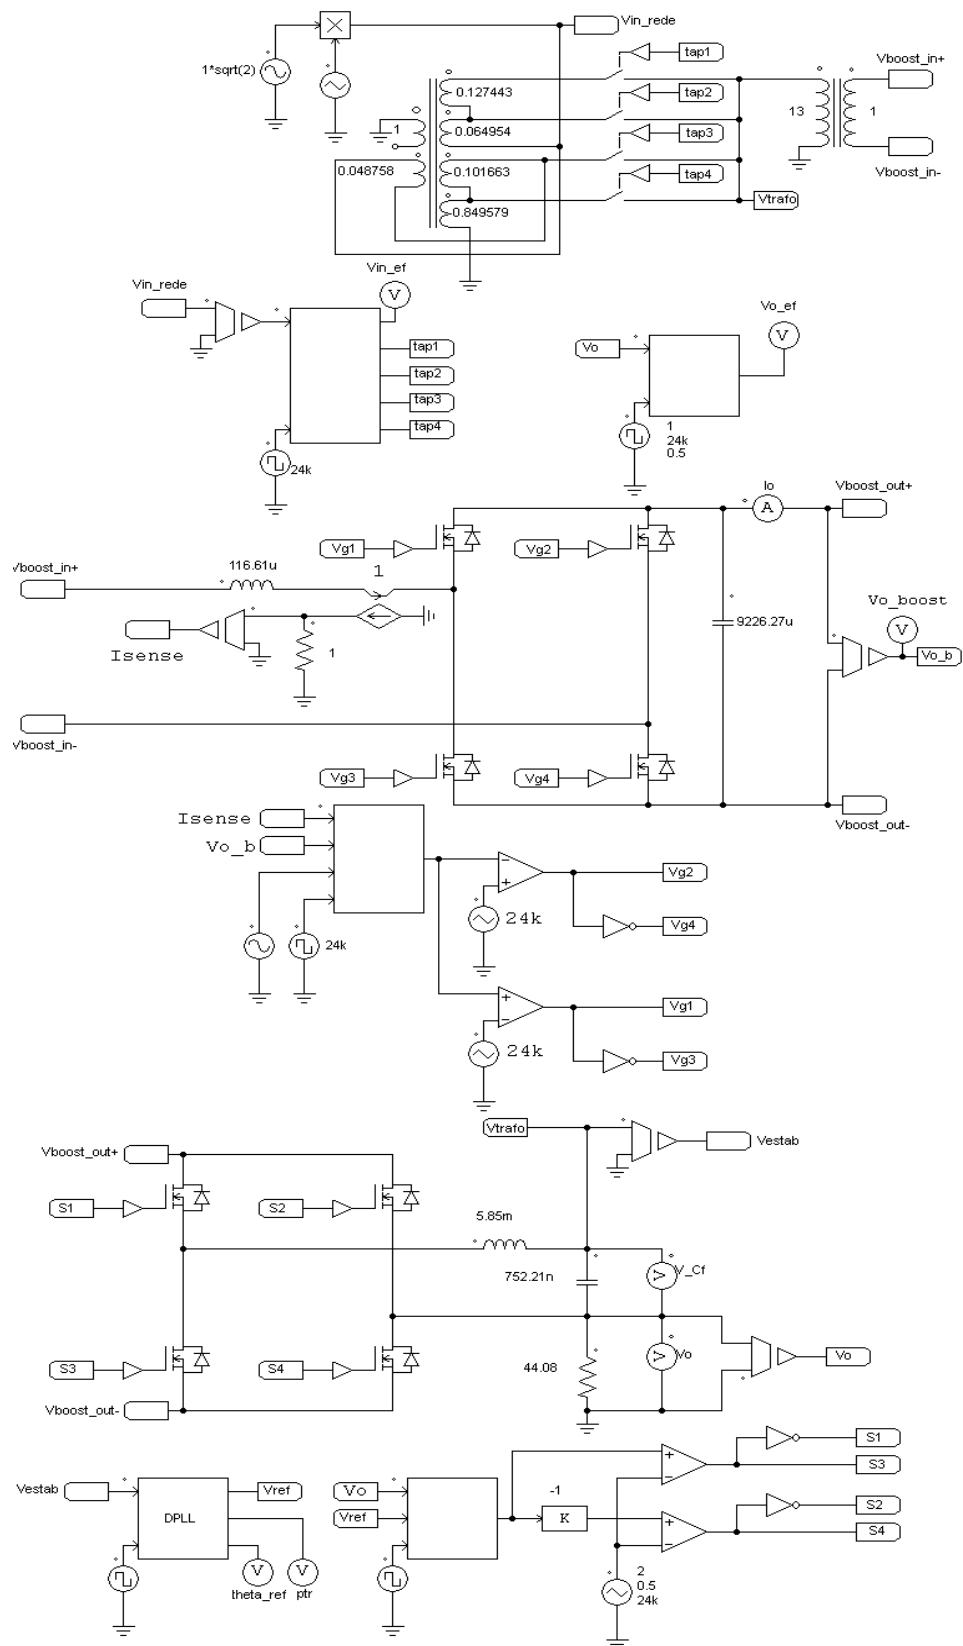 Vin_rede
1*sqrt(2)
tap1
Vboost_in+
0.127443
tap2
13
1
1
0.064954
tap3
0.048758
0.101663
tap4
Vboost_in-
0.849579
Vtrafo
Vin_ef
V
Vin_rede
tap1
tap2
tap3
tap4
24k
Vo_ef
V
Vo
1
24k
0.5
Io
A
Vboost_out+
Vg1
Vg2
Vboost_in+
116.61u
1
Isense
1
9226.27u
Vo_boost
V
Vo_b
Vboost_in-
Vg3
Vg4
Vboost_out-
Isense
Vo_b
24k
24k
Vg2
Vg4
24k
Vg1
Vg3
Vtrafo
Vestab
Vboost_out+
S1
S2
5.85m
752.21n
V
V_Cf
S3
S4
44.08
V
Vo
Vo
Vboost_out-
Vestab
DPLL
Vref
V
V
theta_ref
ptr
Vo
Vref
-1
K
S1
S3
S2
S4
2
0.5
24k